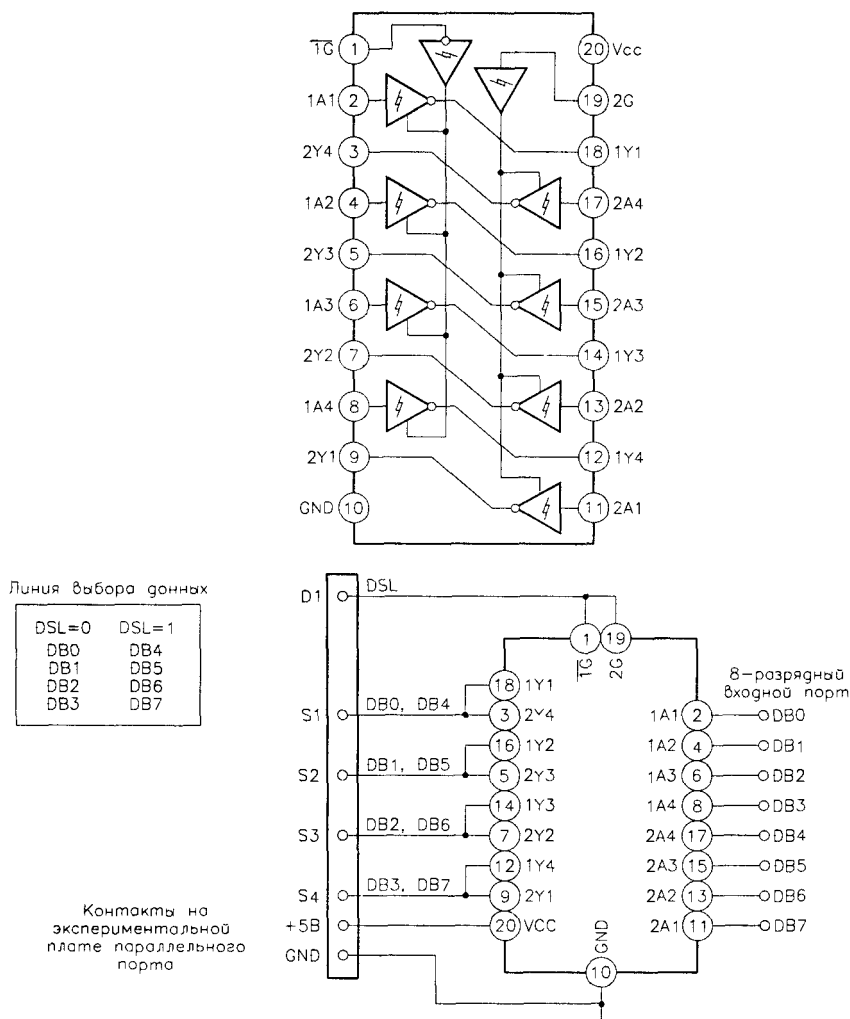 1G 1 20 Vcc
1A1 2 19 2G
2Y4 3 18 1Y1
1A2 4 17 2A4
2Y3 5 16 1Y2
1A3 6 15 2A3
2Y2 7 14 1Y3
1A4 8 13 2A2
2Y1 9 12 1Y4
GND 10 11 2A1
Линия выбора донных
DSL=0 DSL=1
DB0 DB4
DB1 DB5
DB2 DB6
DB3 DB7
D1 DSL
1 19
1G 2G
8-разрядный
входной порт
18 1Y1
S1 DB0, DB4 3 2Y4 1A1 2 DB0
16 1Y2 1A2 4 DB1
S2 DB1, DB5 5 2Y3 1A3 6 DB2
14 1Y3 1A4 8 DB3
S3 DB2, DB6 7 2Y2 2A4 17 DB4
12 1Y4 2A3 15 DB5
S4 DB3, DB7 9 2Y1 2A2 13 DB6
+5В 20 VCC 2A1 11 DB7
GND
GND
10
Контакты на
экспериментальной
плате параллельного
порта